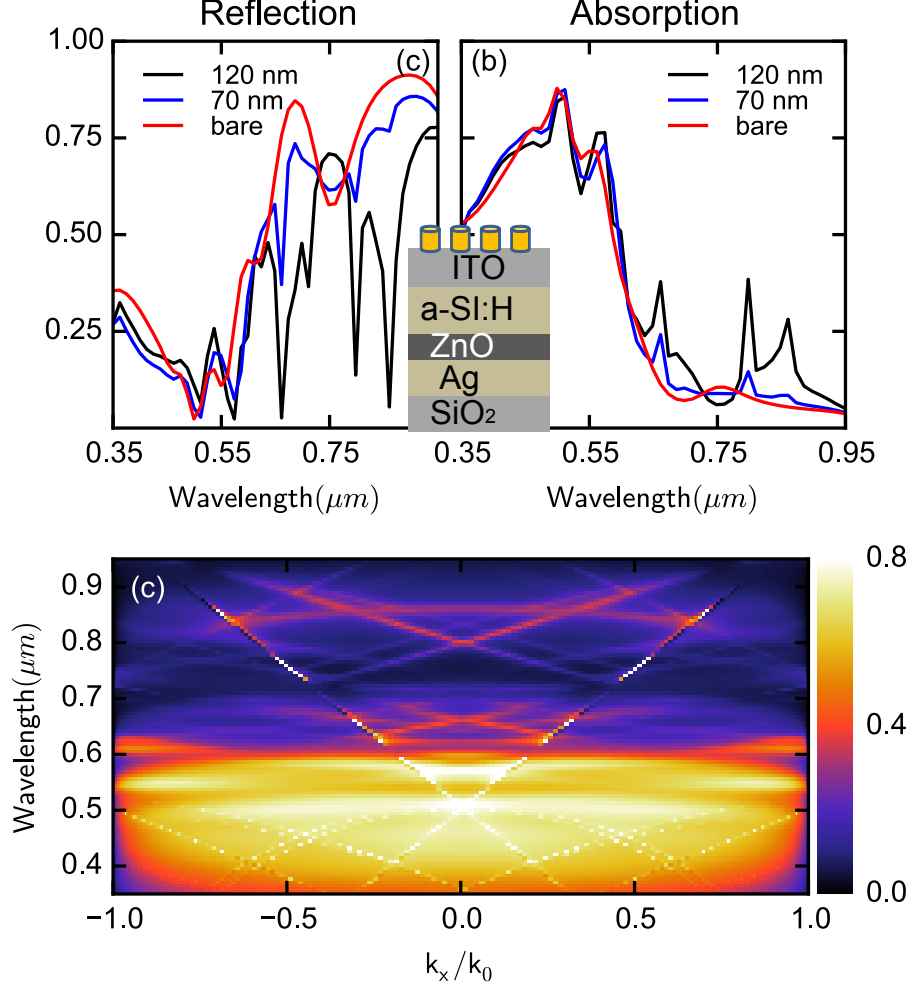 Reflection
Absorption
1.00
0.75
0.50
0.25
(c)
120 nm
70 nm
bare
0.35
0.55
0.75
Wavelength(μm)
(b)
120 nm
70 nm
bare
0.35
0.55
0.75
0.95
Wavelength(μm)
ITO
a-SI:H
ZnO
Ag
SiO₂
(c)
0.9
0.8
0.7
0.6
0.5
0.4
Wavelength(μm)
−1.0
−0.5
0.0
0.5
1.0
kₓ/k₀
0.8
0.4
0.0